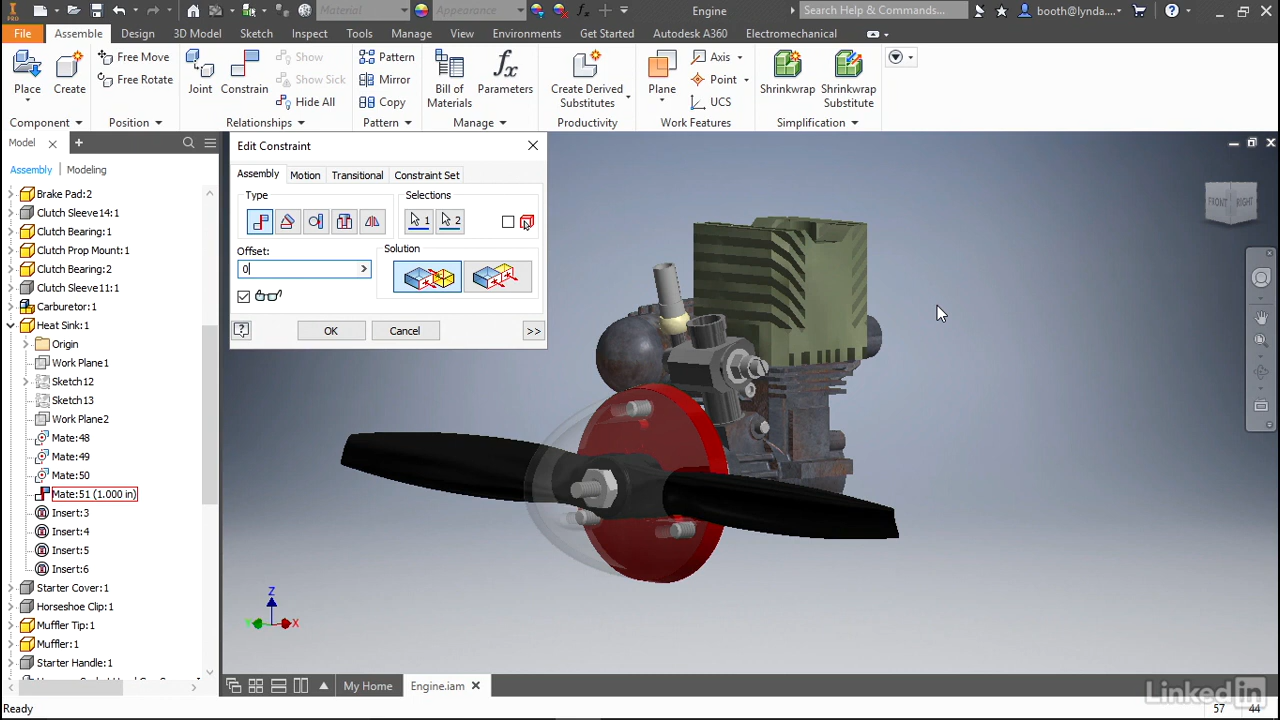 PRO
Material
Appearance
Engine
Search Help & Commands...
booth@lynda....
File
Assemble
Design
3D Model
Sketch
Inspect
Tools
Manage
View
Environments
Get Started
Autodesk A360
Electromechanical
Place
Create
Free Move
Free Rotate
Joint
Constrain
Show
Show Sick
Hide All
Pattern
Mirror
Copy
Bill of
Materials
fx
Parameters
Create Derived
Substitutes
Plane
Axis
Point
UCS
Shrinkwrap
Shrinkwrap
Substitute
Component
Position
Relationships
Pattern
Manage
Productivity
Work Features
Simplification
Model
Assembly
Modeling
Brake Pad:2
Clutch Sleeve14:1
Clutch Bearing:1
Clutch Prop Mount:1
Clutch Bearing:2
Clutch Sleeve11:1
Carburetor:1
Heat Sink:1
Origin
Work Plane1
Sketch12
Sketch13
Work Plane2
Mate:48
Mate:49
Mate:50
Mate:51 (1.000 in)
Insert:3
Insert:4
Insert:5
Insert:6
Starter Cover:1
Horseshoe Clip:1
Muffler Tip:1
Muffler:1
Starter Handle:1
Edit Constraint
Assembly
Motion
Transitional
Constraint Set
Type
Selections
1
2
Offset:
0
Solution
OK
Cancel
>>
FRONT
RIGHT
Z
Y
X
My Home
Engine.iam
Ready
57
44
Linked in